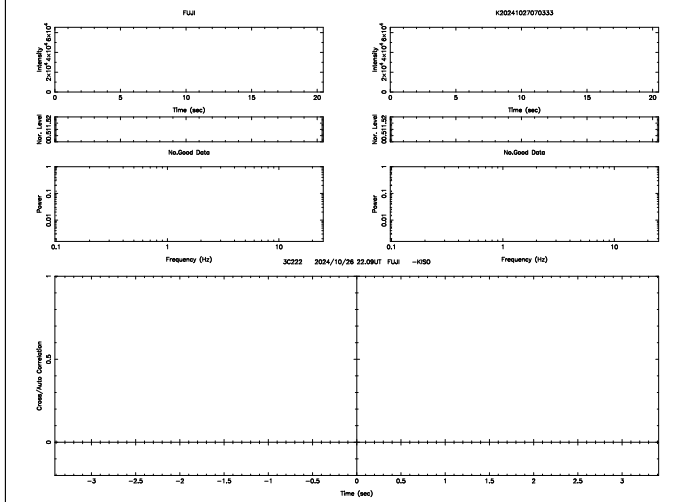 FUJI
K20241027070333
Intensity
0 2×10⁴ 4×10⁴ 6×10⁴
0 5 10 15 20
Time (sec)
Intensity
0 2×10⁴ 4×10⁴ 6×10⁴
0 5 10 15 20
Time (sec)
Nor. Level
00.511.52
Nor. Level
00.511.52
No.Good Data
No.Good Data
Power
0.01 0.1 1
0.1 1 10
Frequency (Hz)
Power
0.01 0.1 1
0.1 1 10
Frequency (Hz)
3C222 2024/10/26 22.09UT FUJI -KISO
Cross/Auto Correlation
0 0.5 1
-3 -2.5 -2 -1.5 -1 -0.5 0 0.5 1 1.5 2 2.5 3
Time (sec)